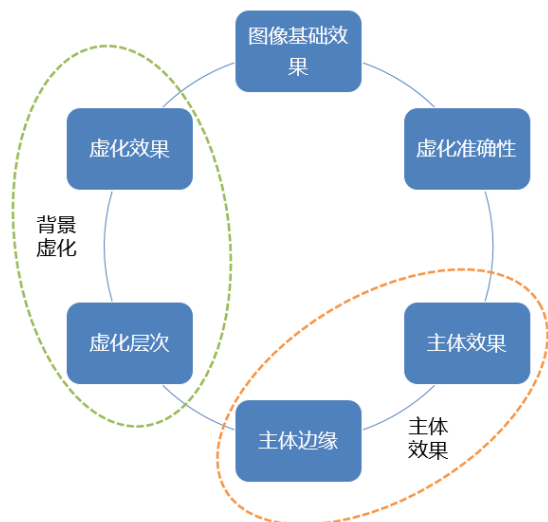 图像基础效
果
虚化效果
虚化准确性
背景
虚化
虚化层次
主体效果
主体边缘
主体
效果